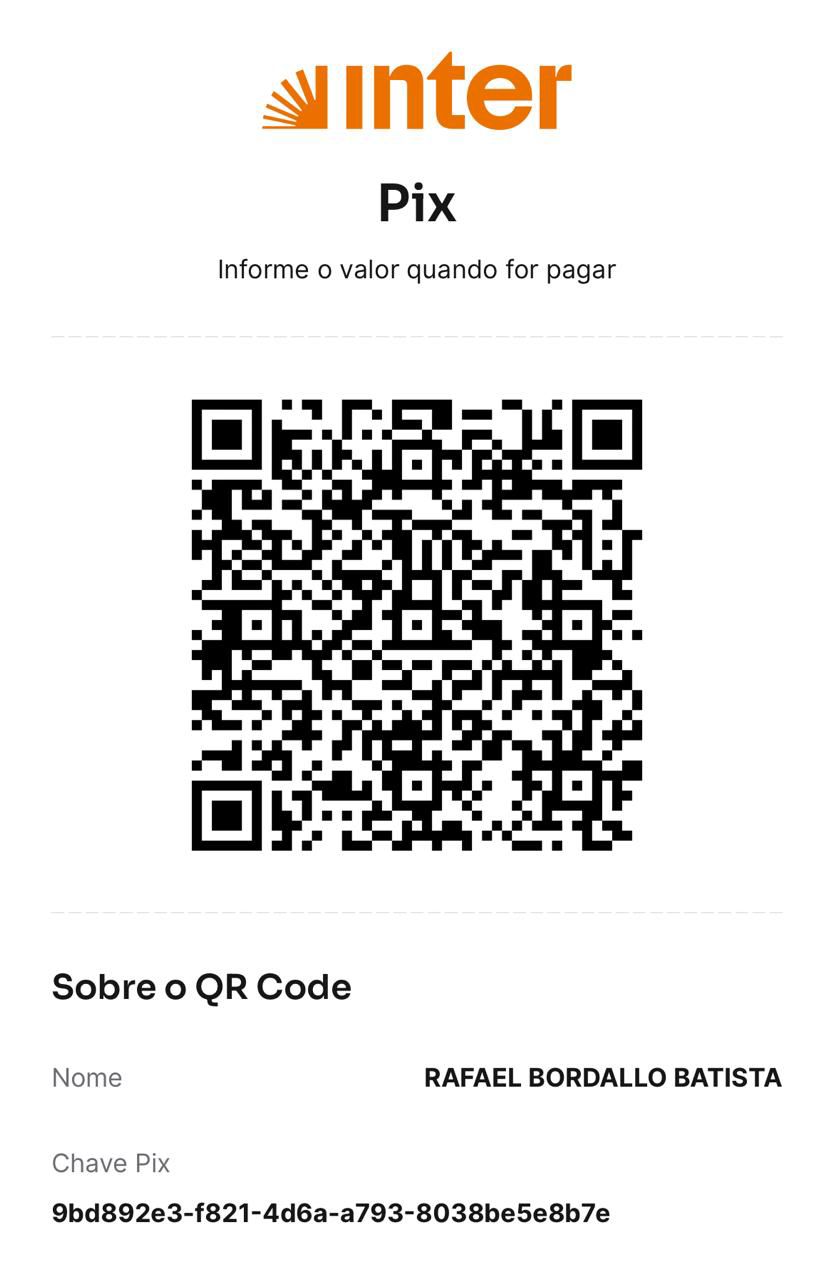 inter
Pix
Informe o valor quando for pagar
Sobre o QR Code
Nome RAFAEL BORDALLO BATISTA
Chave Pix
9bd892e3-f821-4d6a-a793-8038be5e8b7e